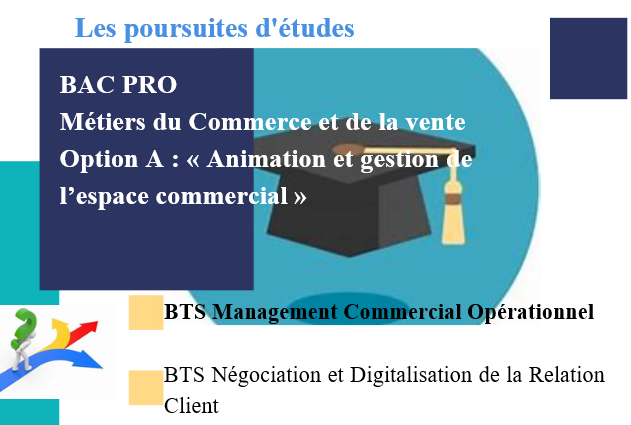 Les poursuites d'études
BAC PRO
Métiers du Commerce et de la vente
Option A : « Animation et gestion de
l’espace commercial »
BTS Management Commercial Opérationnel
BTS Négociation et Digitalisation de la Relation
Client